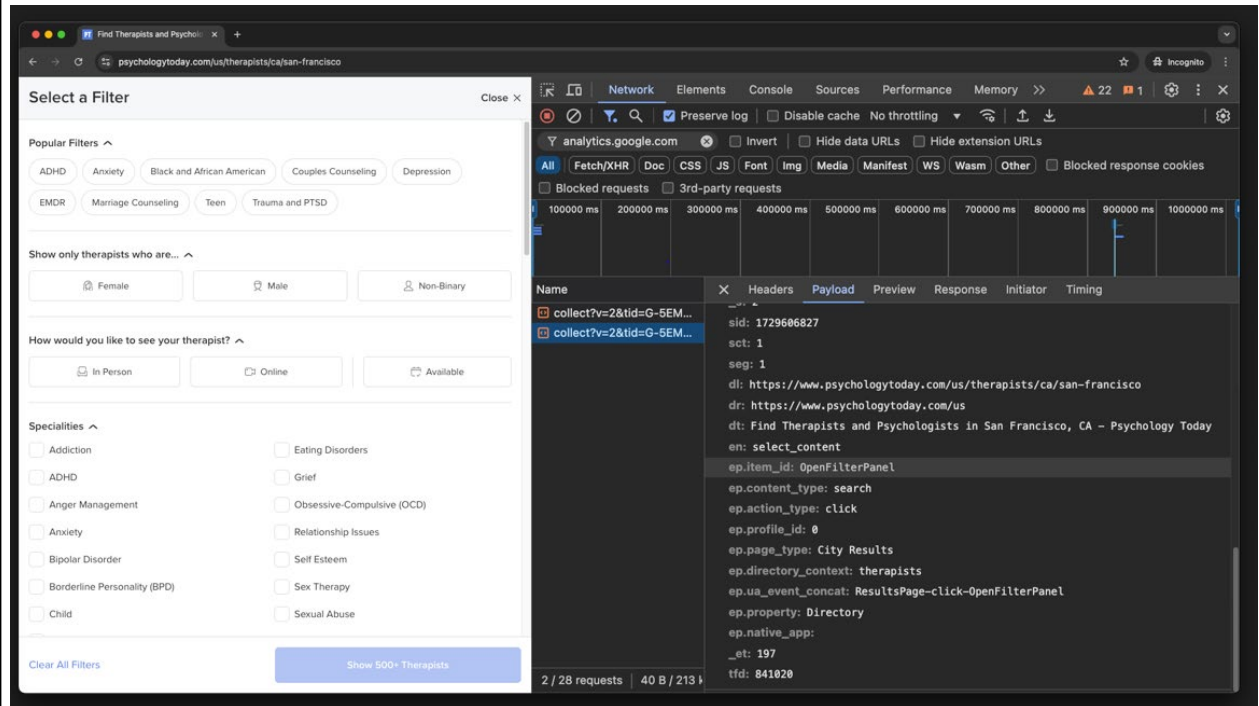 Find Therapists and Psychol
psychologytoday.com/us/therapists/ca/san-francisco
Incognito
Select a Filter
Close ×
Popular Filters
ADHD Anxiety Black and African American Couples Counseling Depression
EMDR Marriage Counseling Teen Trauma and PTSD
Show only therapists who are...
Female Male Non-Binary
How would you like to see your therapist?
In Person Online Available
Specialities
Addiction Eating Disorders
ADHD Grief
Anger Management Obsessive-Compulsive (OCD)
Anxiety Relationship Issues
Bipolar Disorder Self Esteem
Borderline Personality (BPD) Sex Therapy
Child Sexual Abuse
Clear All Filters Show 500+ Therapists
Network Elements Console Sources Performance Memory >> 22 1
Preserve log Disable cache No throttling
analytics.google.com Invert Hide data URLs Hide extension URLs
All Fetch/XHR Doc CSS JS Font Img Media Manifest WS Wasm Other Blocked response cookies
Blocked requests 3rd-party requests
100000 ms 200000 ms 300000 ms 400000 ms 500000 ms 600000 ms 700000 ms 800000 ms 900000 ms 1000000 ms
Name Headers Payload Preview Response Initiator Timing
collect?v=2&tid=G-5EM...
collect?v=2&tid=G-5EM...
sid: 1729606827
sct: 1
seg: 1
dl: https://www.psychologytoday.com/us/therapists/ca/san-francisco
dr: https://www.psychologytoday.com/us
dt: Find Therapists and Psychologists in San Francisco, CA – Psychology Today
en: select_content
ep.item_id: OpenFilterPanel
ep.content_type: search
ep.action_type: click
ep.profile_id: 0
ep.page_type: City Results
ep.directory_context: therapists
ep.ua_event_concat: ResultsPage-click-OpenFilterPanel
ep.property: Directory
ep.native_app:
_et: 197
tfd: 841020
2 / 28 requests 40 B / 213 k